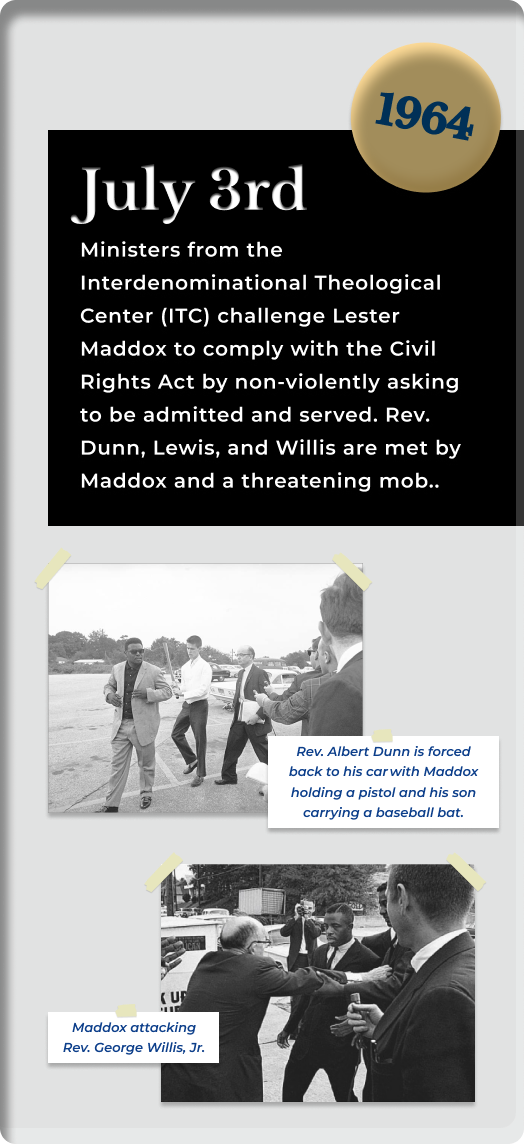 1964
July 3rd
Ministers from the
Interdenominational Theological
Center (ITC) challenge Lester
Maddox to comply with the Civil
Rights Act by non-violently asking
to be admitted and served. Rev.
Dunn, Lewis, and Willis are met by
Maddox and a threatening mob..
Rev. Albert Dunn is forced
back to his car with Maddox
holding a pistol and his son
carrying a baseball bat.
K UP
Maddox attacking
Rev. George Willis, Jr.